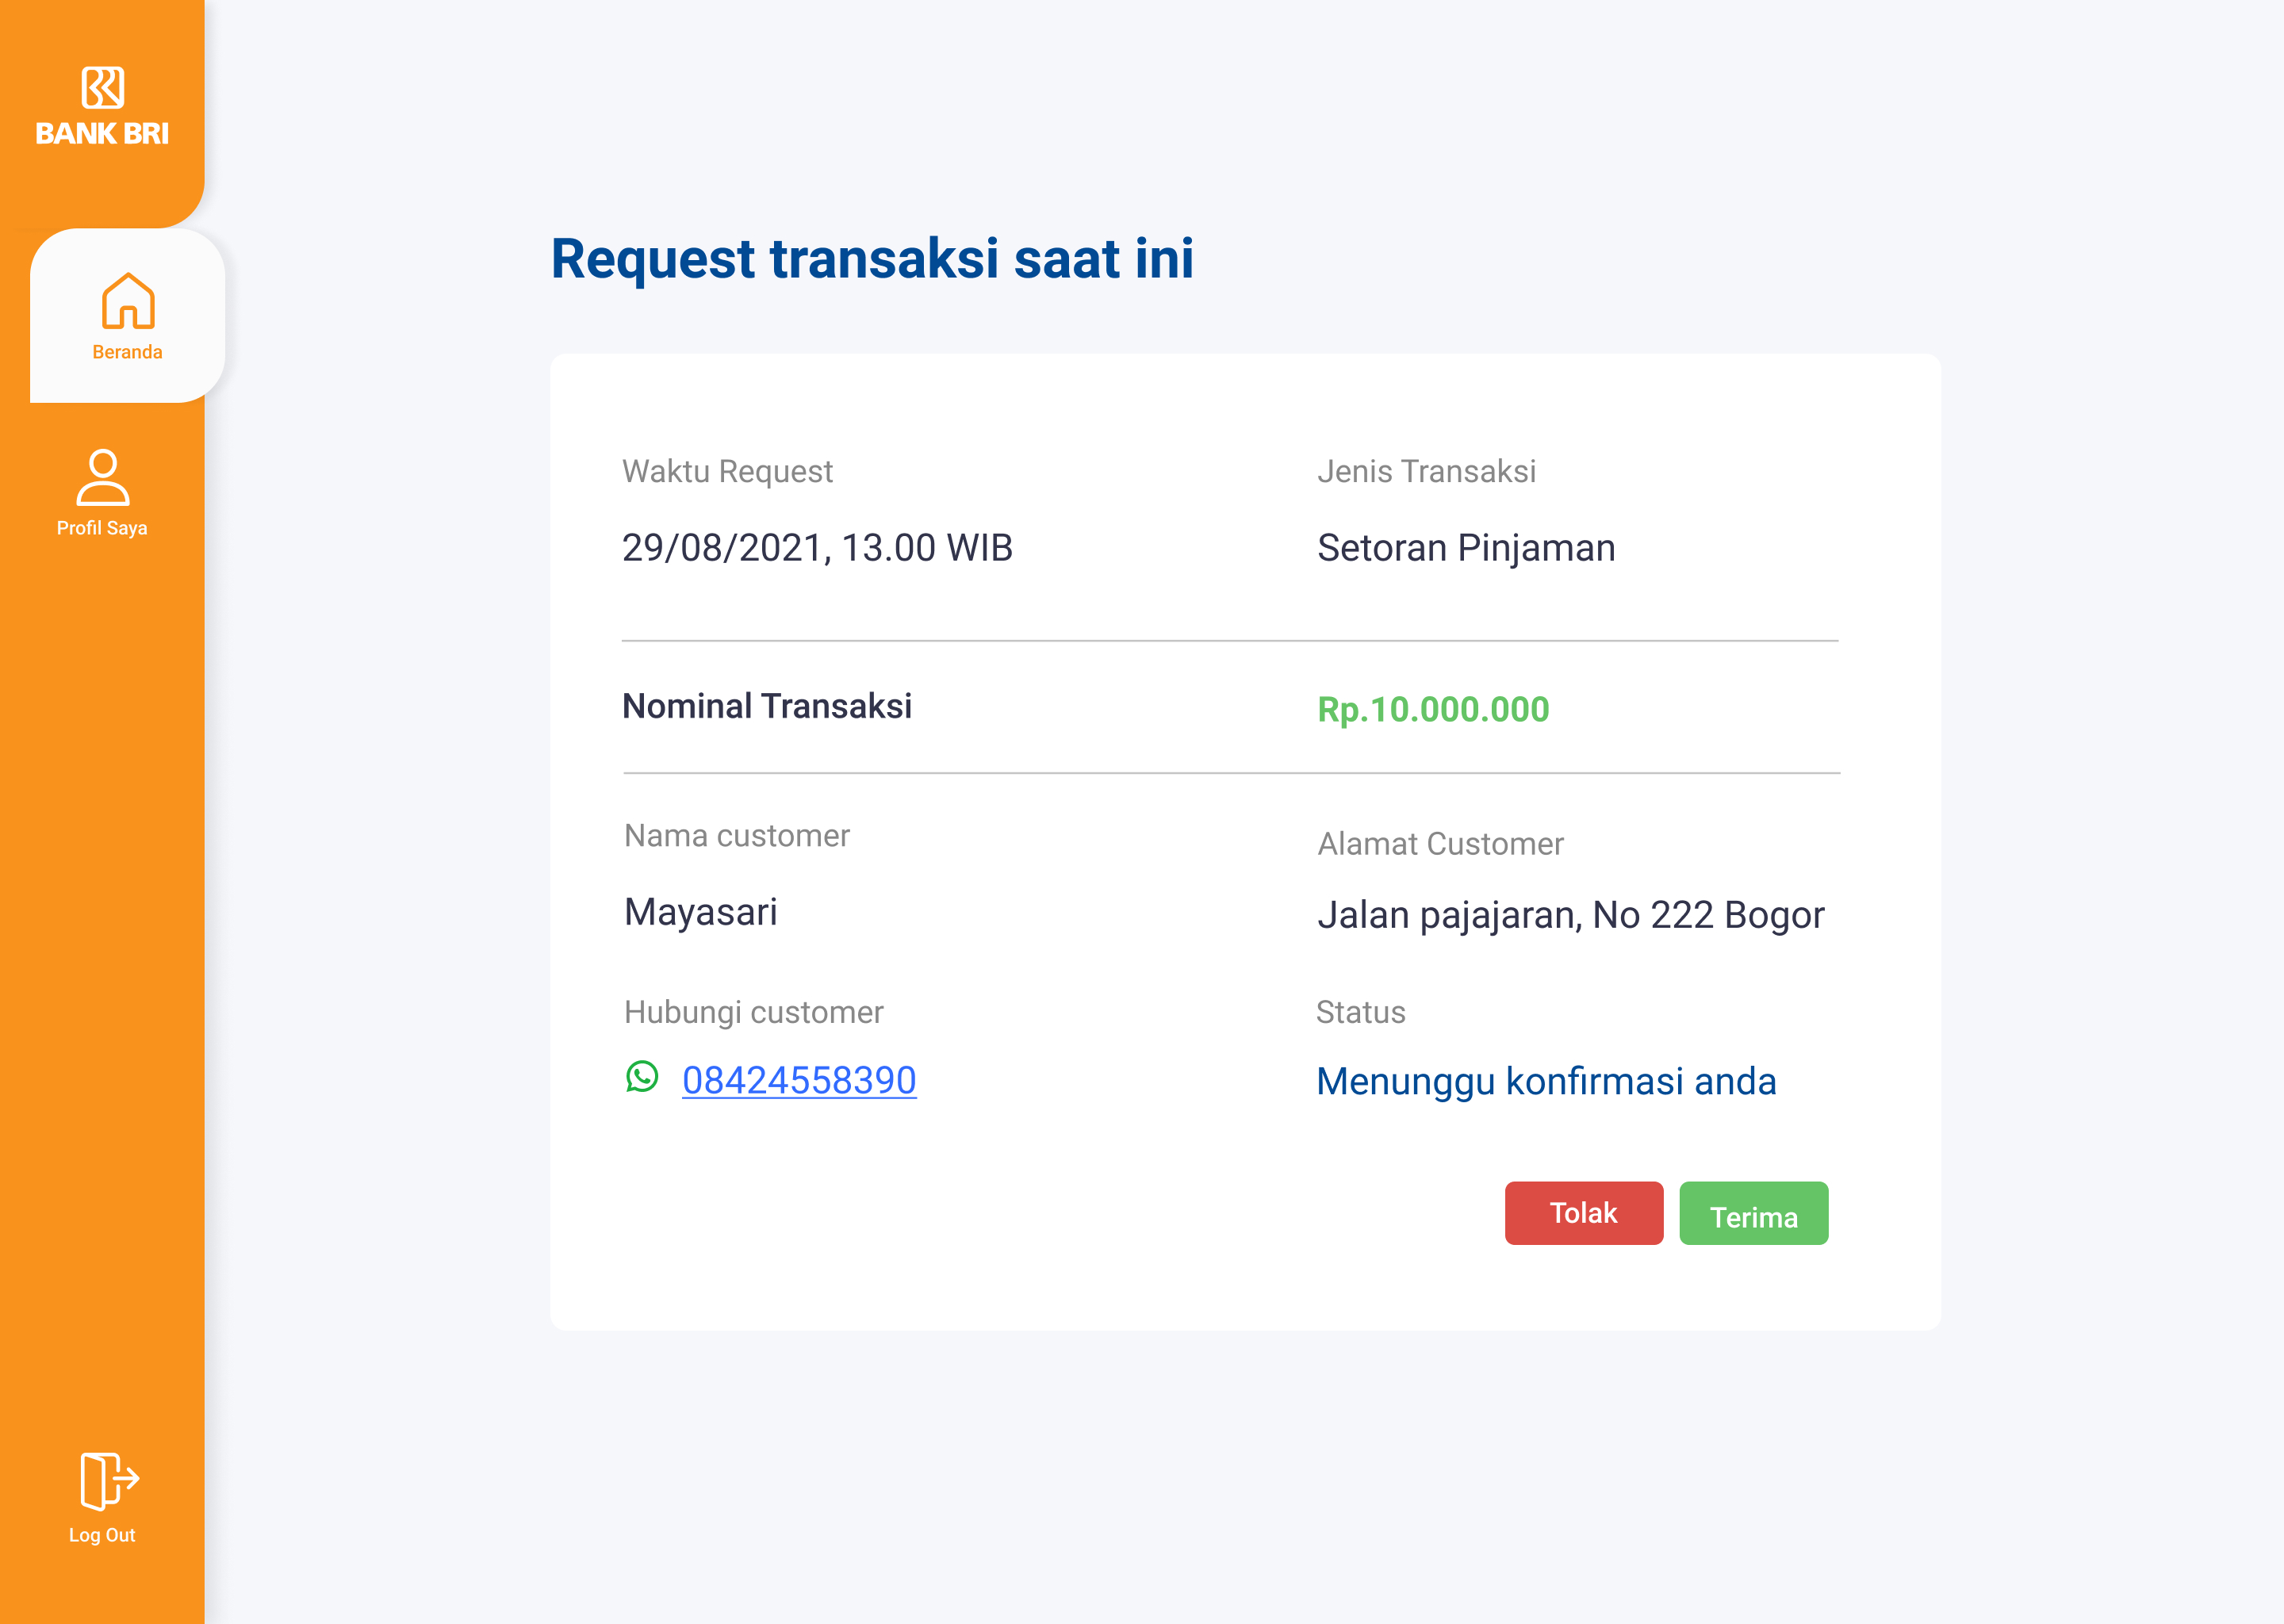 BANK BRI
Beranda
Profil Saya
Log Out
Request transaksi saat ini
Waktu Request
29/08/2021, 13.00 WIB
Jenis Transaksi
Setoran Pinjaman
Nominal Transaksi
Rp.10.000.000
Nama customer
Mayasari
Alamat Customer
Jalan pajajaran, No 222 Bogor
Hubungi customer
08424558390
Status
Menunggu konfirmasi anda
Tolak
Terima